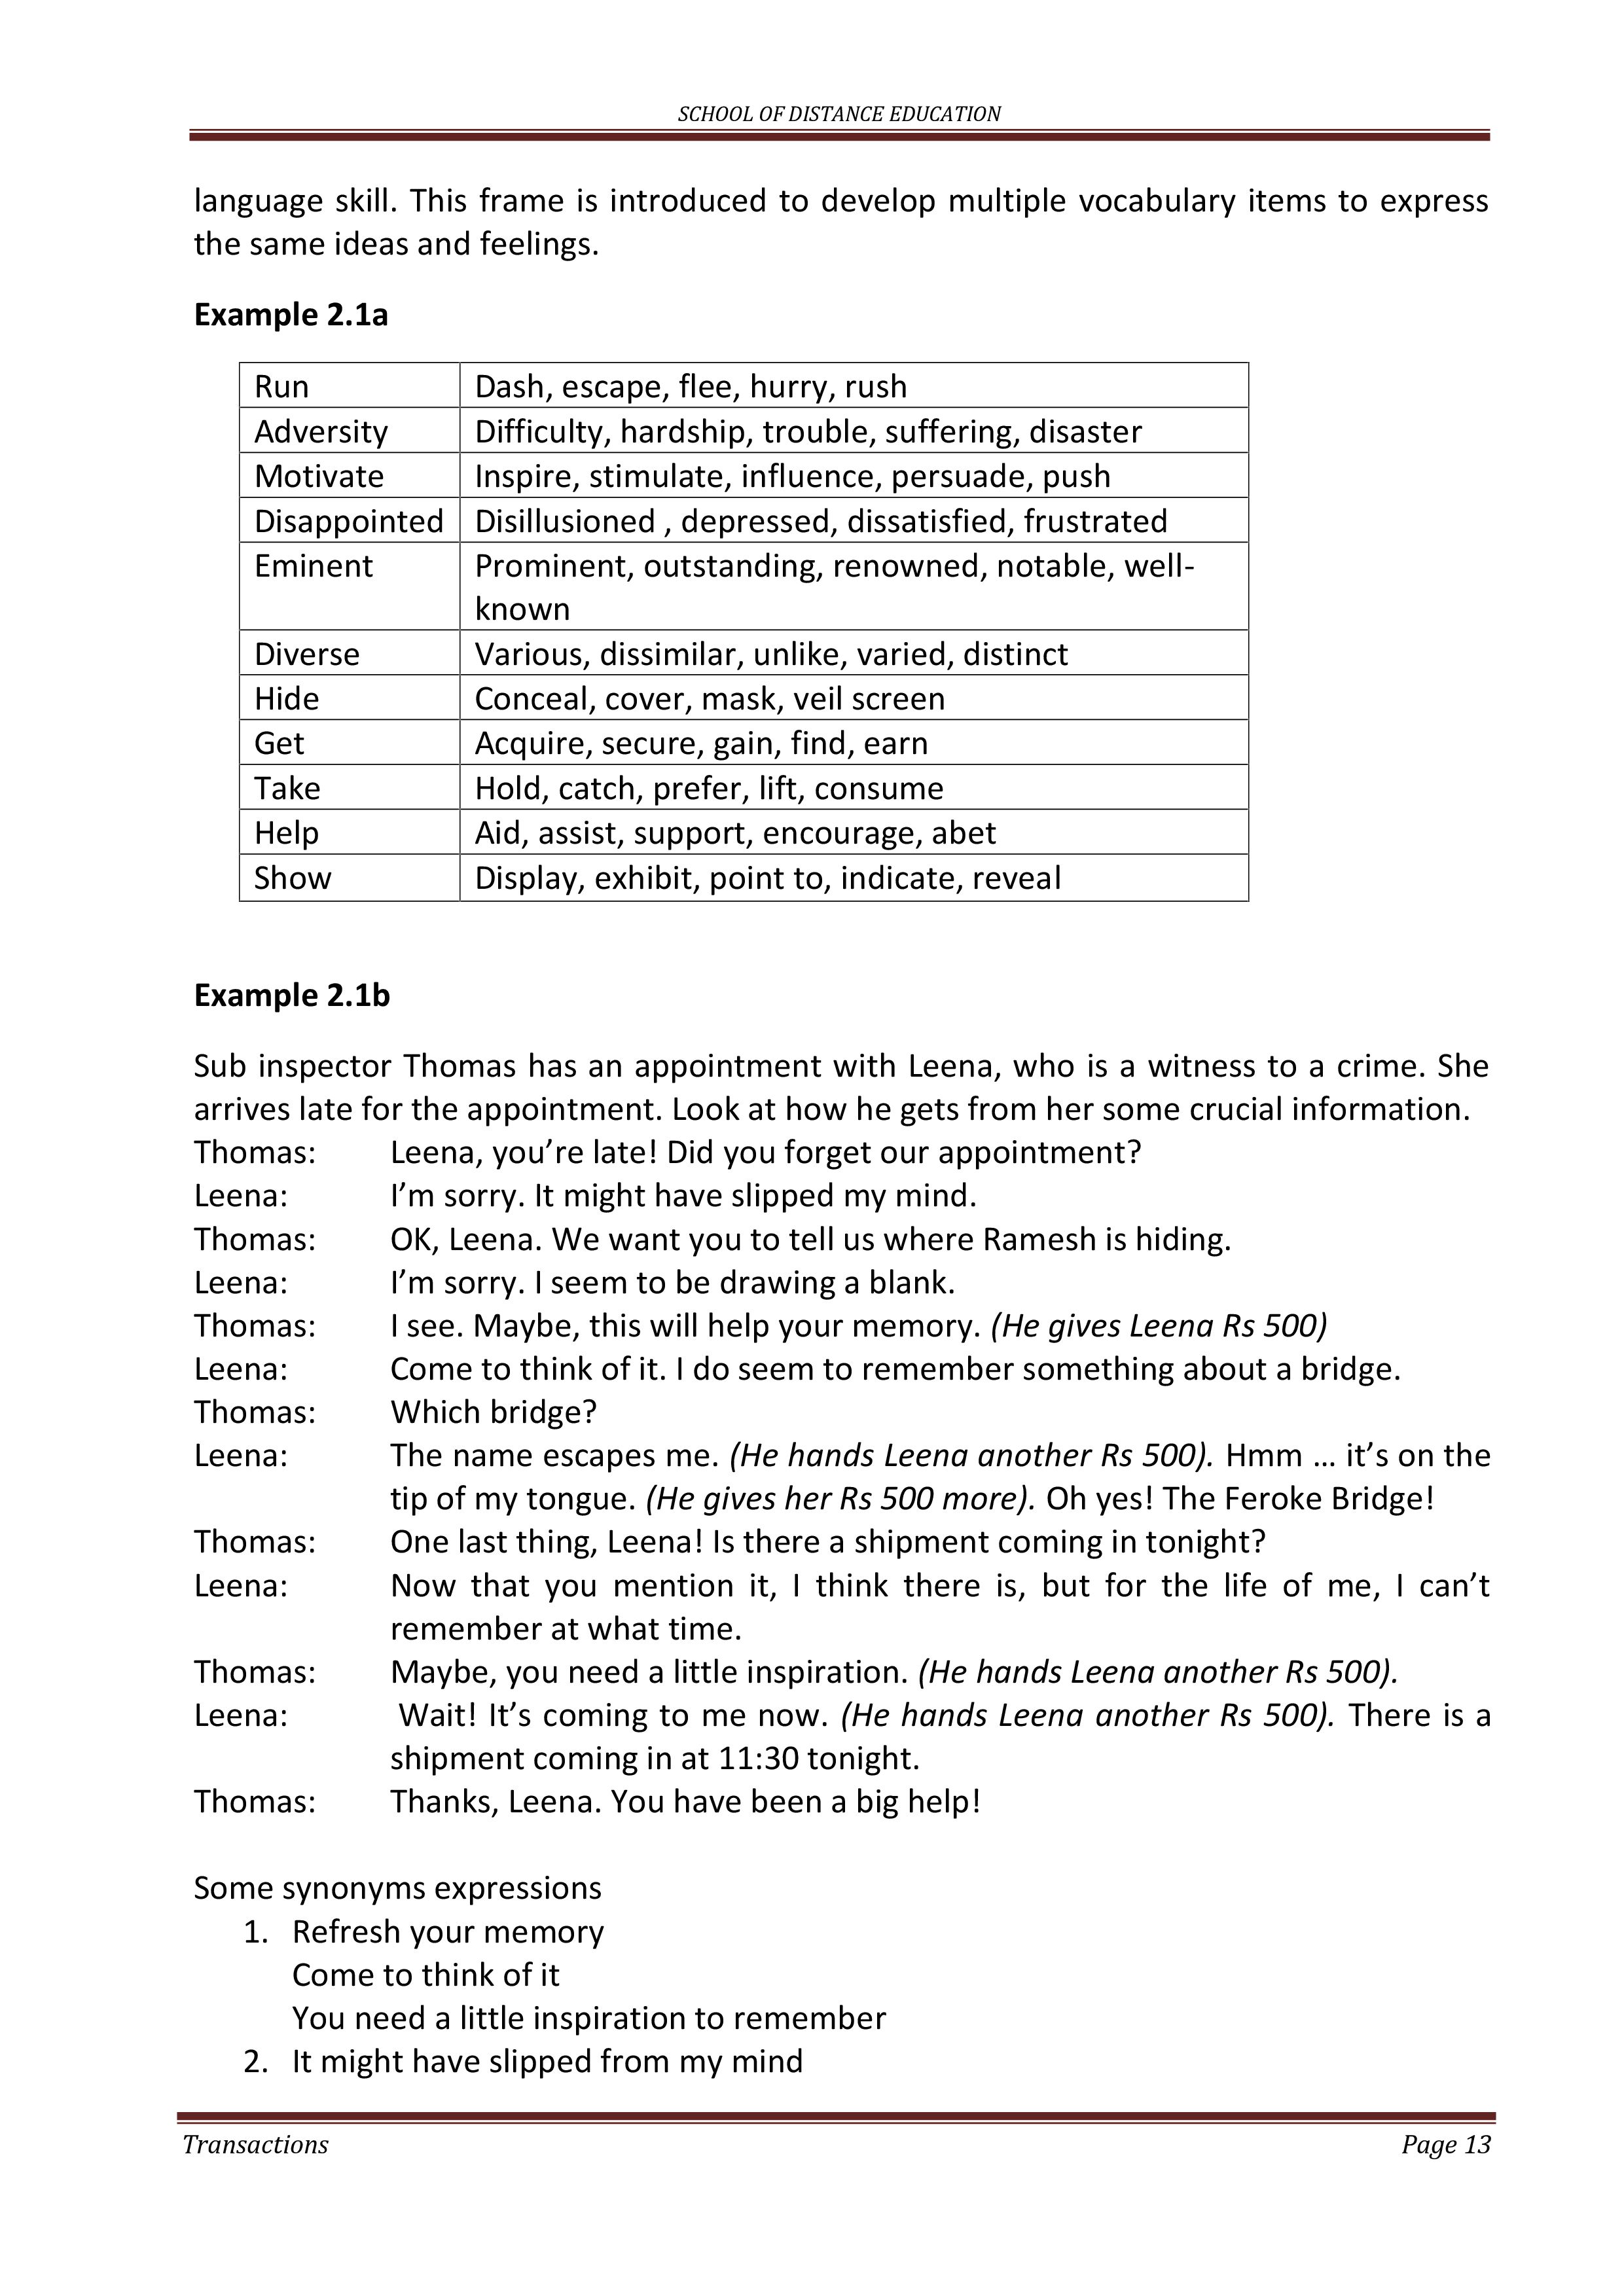 SCHOOL OF DISTANCE EDUCATION
language skill. This frame is introduced to develop multiple vocabulary items to express
the same ideas and feelings.
Example 2.1a
Run Dash, escape, flee, hurry, rush
Adversity Difficulty, hardship, trouble, suffering, disaster
Motivate Inspire, stimulate, influence, persuade, push
Disappointed Disillusioned , depressed, dissatisfied, frustrated
Eminent Prominent, outstanding, renowned, notable, well-
known
Diverse Various, dissimilar, unlike, varied, distinct
Hide Conceal, cover, mask, veil screen
Get Acquire, secure, gain, find, earn
Take Hold, catch, prefer, lift, consume
Help Aid, assist, support, encourage, abet
Show Display, exhibit, point to, indicate, reveal
Example 2.1b
Sub inspector Thomas has an appointment with Leena, who is a witness to a crime. She
arrives late for the appointment. Look at how he gets from her some crucial information.
Thomas: Leena, you’re late! Did you forget our appointment?
Leena: I’m sorry. It might have slipped my mind.
Thomas: OK, Leena. We want you to tell us where Ramesh is hiding.
Leena: I’m sorry. I seem to be drawing a blank.
Thomas: I see. Maybe, this will help your memory. (He gives Leena Rs 500)
Leena: Come to think of it. I do seem to remember something about a bridge.
Thomas: Which bridge?
Leena: The name escapes me. (He hands Leena another Rs 500). Hmm … it’s on the
tip of my tongue. (He gives her Rs 500 more). Oh yes! The Feroke Bridge!
Thomas: One last thing, Leena! Is there a shipment coming in tonight?
Leena: Now that you mention it, I think there is, but for the life of me, I can’t
remember at what time.
Thomas: Maybe, you need a little inspiration. (He hands Leena another Rs 500).
Leena: Wait! It’s coming to me now. (He hands Leena another Rs 500). There is a
shipment coming in at 11:30 tonight.
Thomas: Thanks, Leena. You have been a big help!
Some synonyms expressions
1. Refresh your memory
Come to think of it
You need a little inspiration to remember
2. It might have slipped from my mind
Transactions Page 13